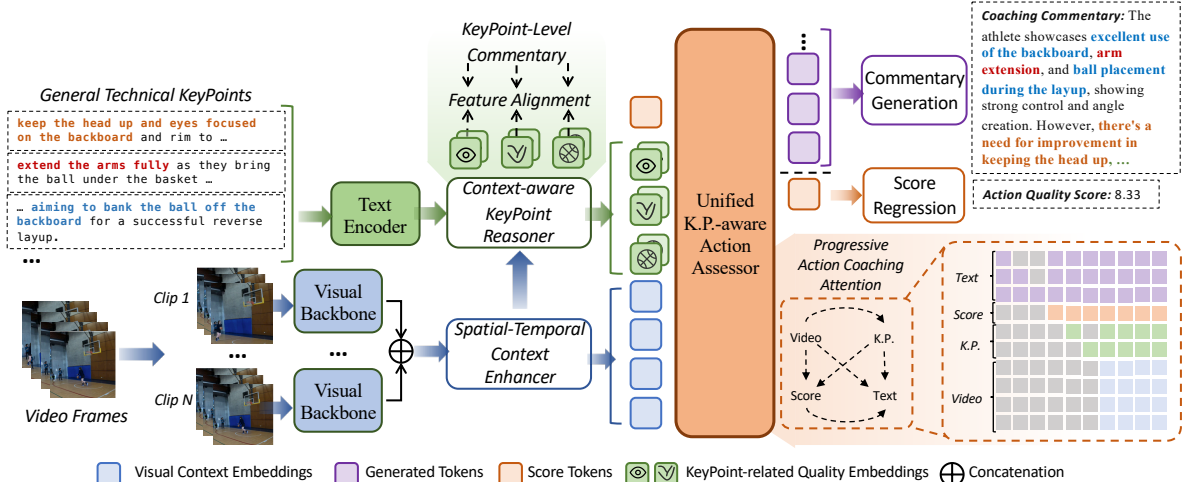 General Technical KeyPoints
keep the head up and eyes focused
on the backboard and rim to …
extend the arms fully as they bring
the ball under the basket …
… aiming to bank the ball off the
backboard for a successful reverse
layup.
...
Video Frames
Clip 1
...
Clip N
Visual
Backbone
...
Visual
Backbone
Text
Encoder
KeyPoint-Level
Commentary
Feature Alignment
Context-aware
KeyPoint
Reasoner
Spatial-Temporal
Context
Enhancer
Unified
K.P.-aware
Action
Assessor
Commentary
Generation
Score
Regression
Coaching Commentary: The
athlete showcases excellent use
of the backboard, arm
extension, and ball placement
during the layup, showing
strong control and angle
creation. However, there's a
need for improvement in
keeping the head up, …
Action Quality Score: 8.33
Progressive
Action Coaching
Attention
Video
K.P.
Score
Text
Text
Score
K.P.
Video
Visual Context Embeddings
Generated Tokens
Score Tokens
KeyPoint-related Quality Embeddings
Concatenation